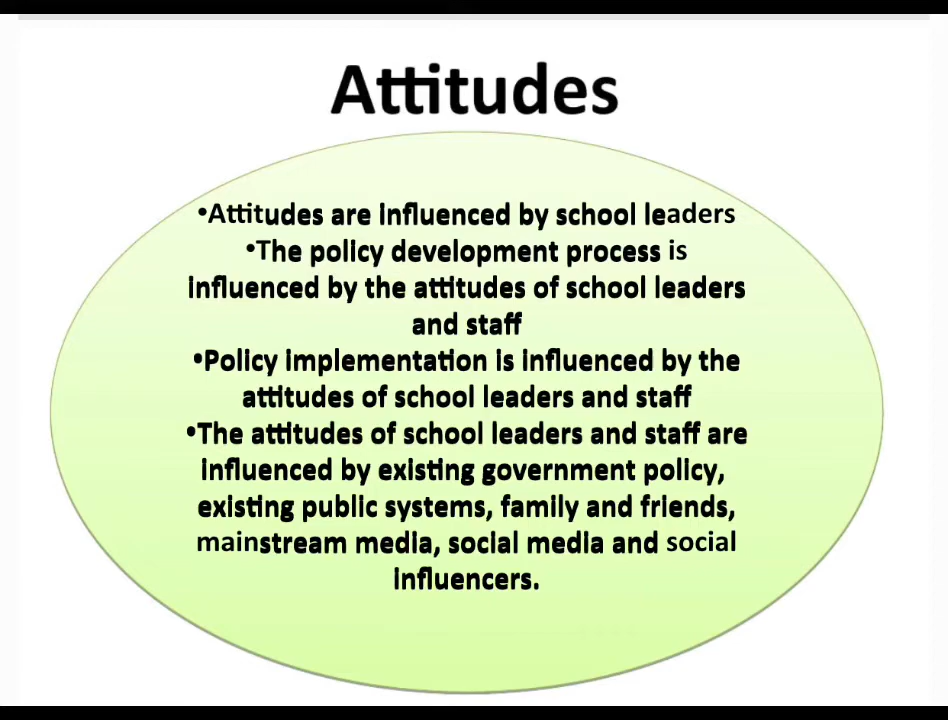 Attitudes
•Attitudes are influenced by school leaders
•The policy development process is
influenced by the attitudes of school leaders
and staff
•Policy implementation is influenced by the
attitudes of school leaders and staff
•The attitudes of school leaders and staff are
influenced by existing government policy,
existing public systems, family and friends,
mainstream media, social media and social
influencers.